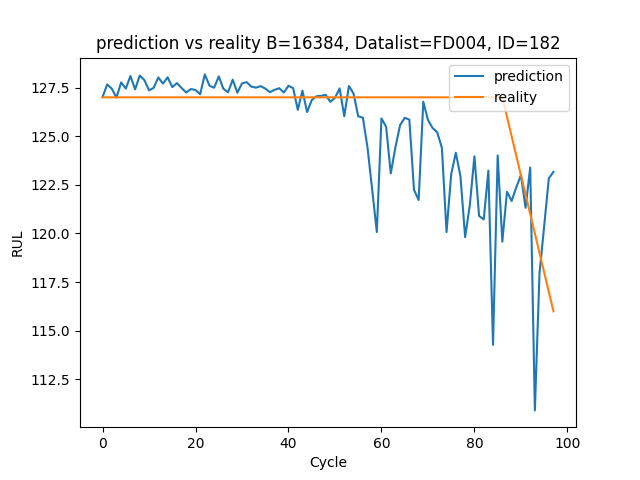 prediction vs reality B=16384, Datalist=FD004, ID=182
prediction
reality
127.5
125.0
122.5
120.0
117.5
115.0
112.5
RUL
0
20
40
60
80
100
Cycle